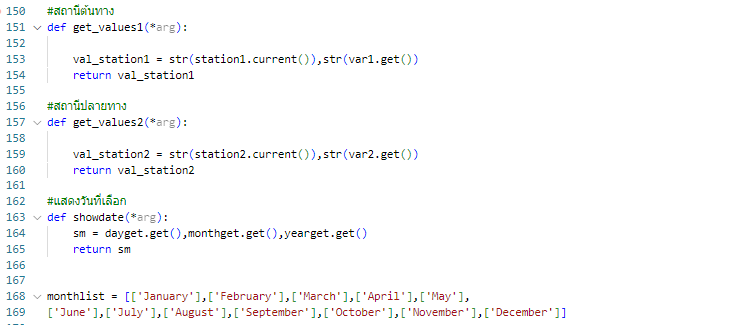 150 #สถานีต้นทาง
151 def get_values1(*arg):
152
153 val_station1 = str(station1.current()),str(var1.get())
154 return val_station1
155
156 #สถานีปลายทาง
157 def get_values2(*arg):
158
159 val_station2 = str(station2.current()),str(var2.get())
160 return val_station2
161
162 #แสดงวันที่เลือก
163 def showdate(*arg):
164 sm = dayget.get(),monthget.get(),yearget.get()
165 return sm
166
167
168 monthlist = [['January'],['February'],['March'],['April'],['May'],
169 ['June'],['July'],['August'],['September'],['October'],['November'],['December']]